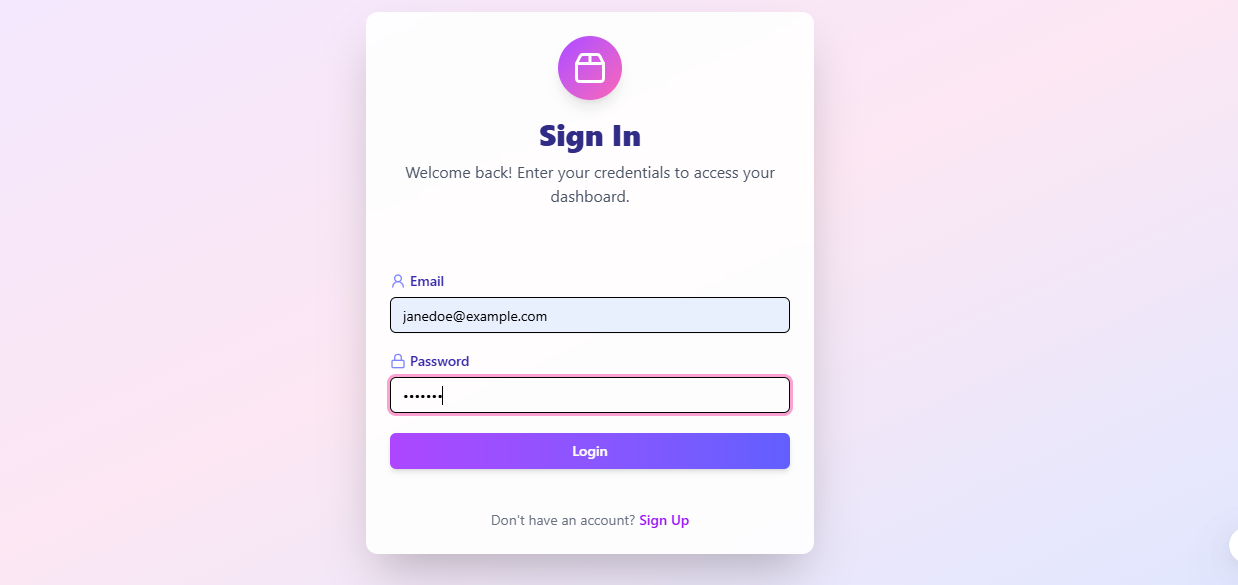 Sign In
Welcome back! Enter your credentials to access your
dashboard.
Email
janedoe@example.com
Password
•••••••
Login
Don't have an account? Sign Up